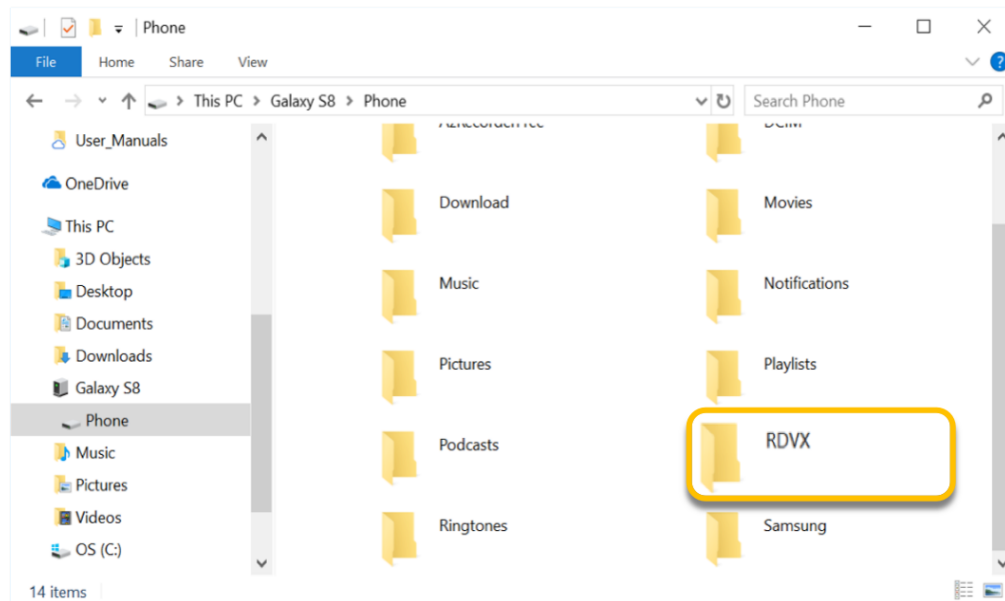 Phone
File Home Share View
This PC > Galaxy S8 > Phone
Search Phone
User_Manuals
OneDrive
This PC
3D Objects
Desktop
Documents
Downloads
Galaxy S8
Phone
Music
Pictures
Videos
OS (C:)
DCIM
Download Movies
Music Notifications
Pictures Playlists
Podcasts RDVX
Ringtones Samsung
14 items